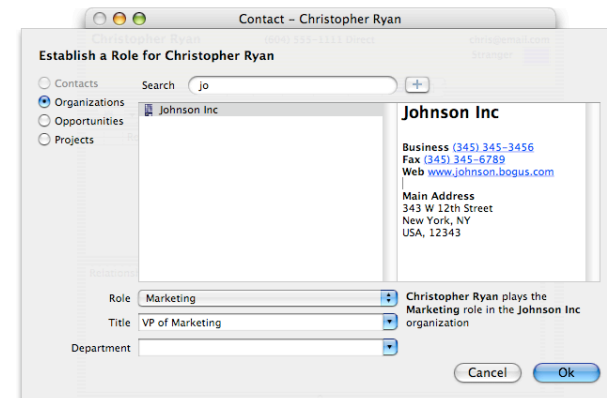 Contact – Christopher Ryan
Christopher Ryan
Establish a Role for Christopher Ryan
Contacts
Search jo
Organizations
Opportunities
Projects
Johnson Inc
Johnson Inc
Business (345) 345-3456
Fax (345) 345-6789
Web www.johnson.bogus.com
Main Address
343 W 12th Street
New York, NY
USA, 12343
Role Marketing
Title VP of Marketing
Department
Christopher Ryan plays the
Marketing role in the Johnson Inc
organization
Cancel Ok